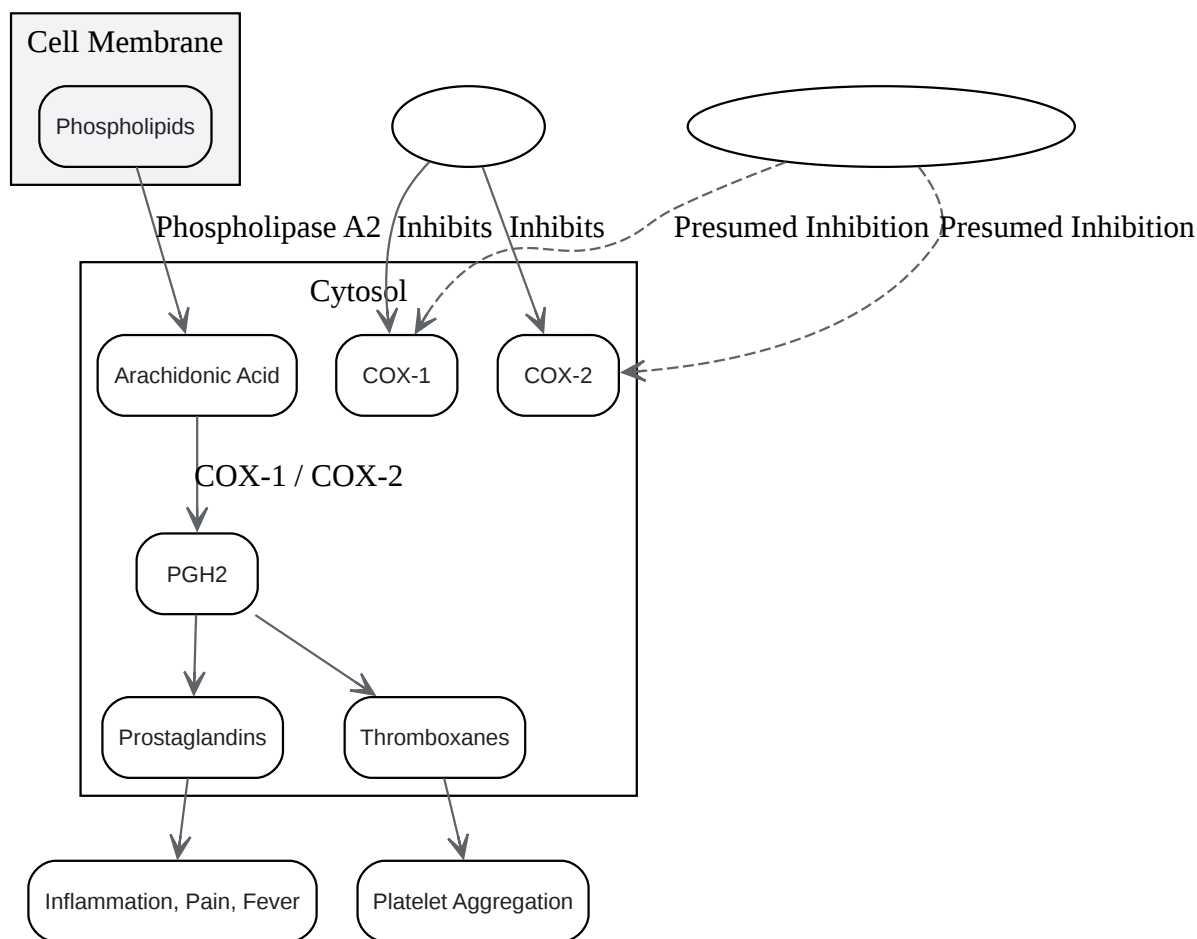 Cell Membrane
Phospholipids
Phospholipase A2
Inhibits
Inhibits
Presumed Inhibition
Presumed Inhibition
Cytosol
Arachidonic Acid
COX-1
COX-2
COX-1 / COX-2
PGH2
Prostaglandins
Thromboxanes
Inflammation, Pain, Fever
Platelet Aggregation